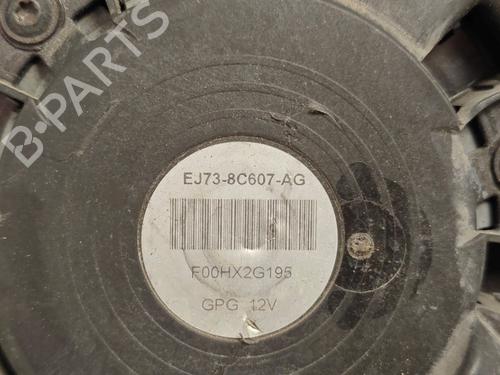 B-PARTS
EJ73-8C607-AG
F00HX2G195
GPG 12V